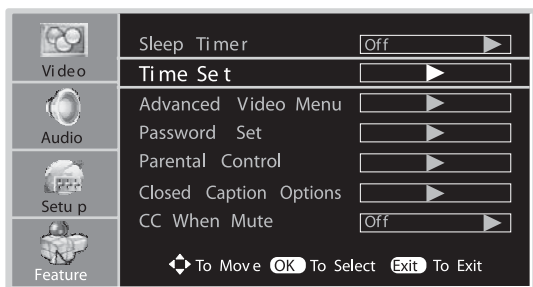 Video
Audio
Setup
Feature
Sleep Timer Off
Time Set
Advanced Video Menu
Password Set
Parental Control
Closed Caption Options
CC When Mute Off
To Move OK To Select Exit To Exit